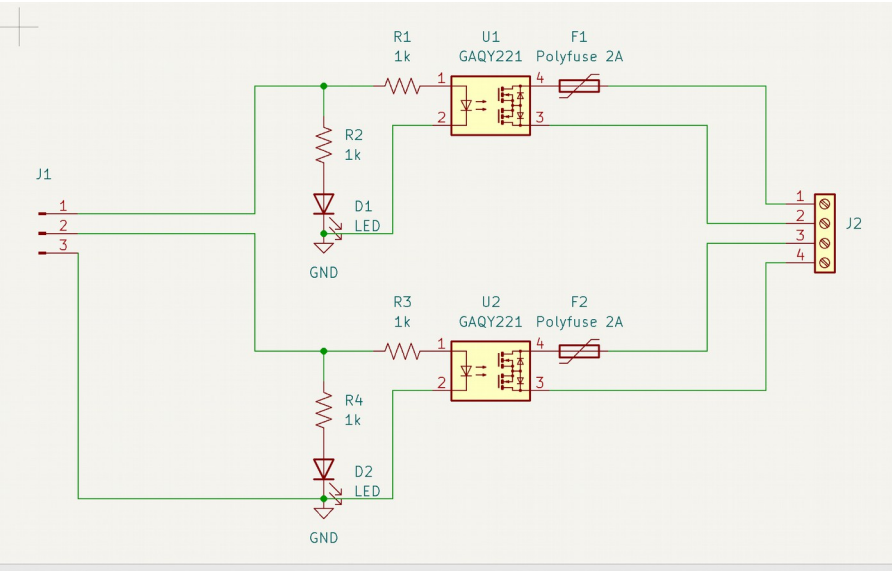 R1
1k
U1
GAQY221
F1
Polyfuse 2A
1
2
4
3
R2
1k
D1
LED
GND
J1
1
2
3
1
2
3
4
J2
R3
1k
U2
GAQY221
F2
Polyfuse 2A
1
2
4
3
R4
1k
D2
LED
GND